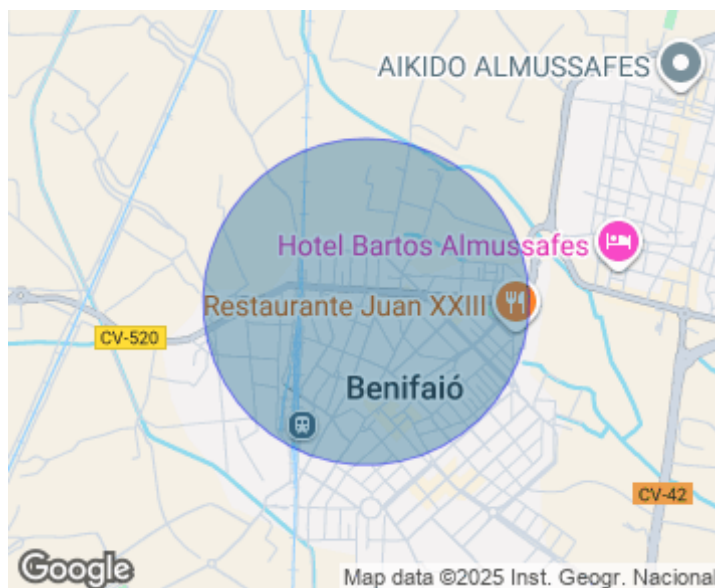 AIKIDO ALMUSSAFES
Hotel Bartos Almussafes
Restaurante Juan XXIII
CV-520
Benifaió
CV-42
Google
Map data ©2025 Inst. Geogr. Nacional